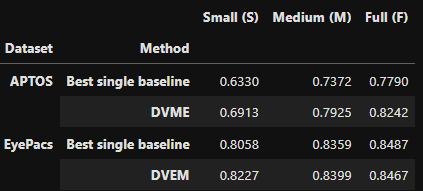 Small (S) Medium (M) Full (F)
Dataset Method
APTOS Best single baseline 0.6330 0.7372 0.7790
DVME 0.6913 0.7925 0.8242
EyePacs Best single baseline 0.8058 0.8359 0.8487
DVEM 0.8227 0.8399 0.8467